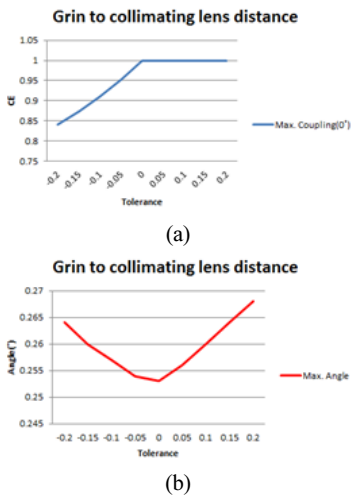 Grin to collimating lens distance
1.05
1
0.95
0.9
0.85
0.8
0.75
CE
-0.2 -0.15 -0.1 -0.05 0 0.05 0.1 0.15 0.2
Tolerance
Max. Coupling(0°)
(a)
Grin to collimating lens distance
0.27
0.265
0.26
0.255
0.25
0.245
Angle(°)
-0.2 -0.15 -0.1 -0.05 0 0.05 0.1 0.15 0.2
Tolerance
Max. Angle
(b)